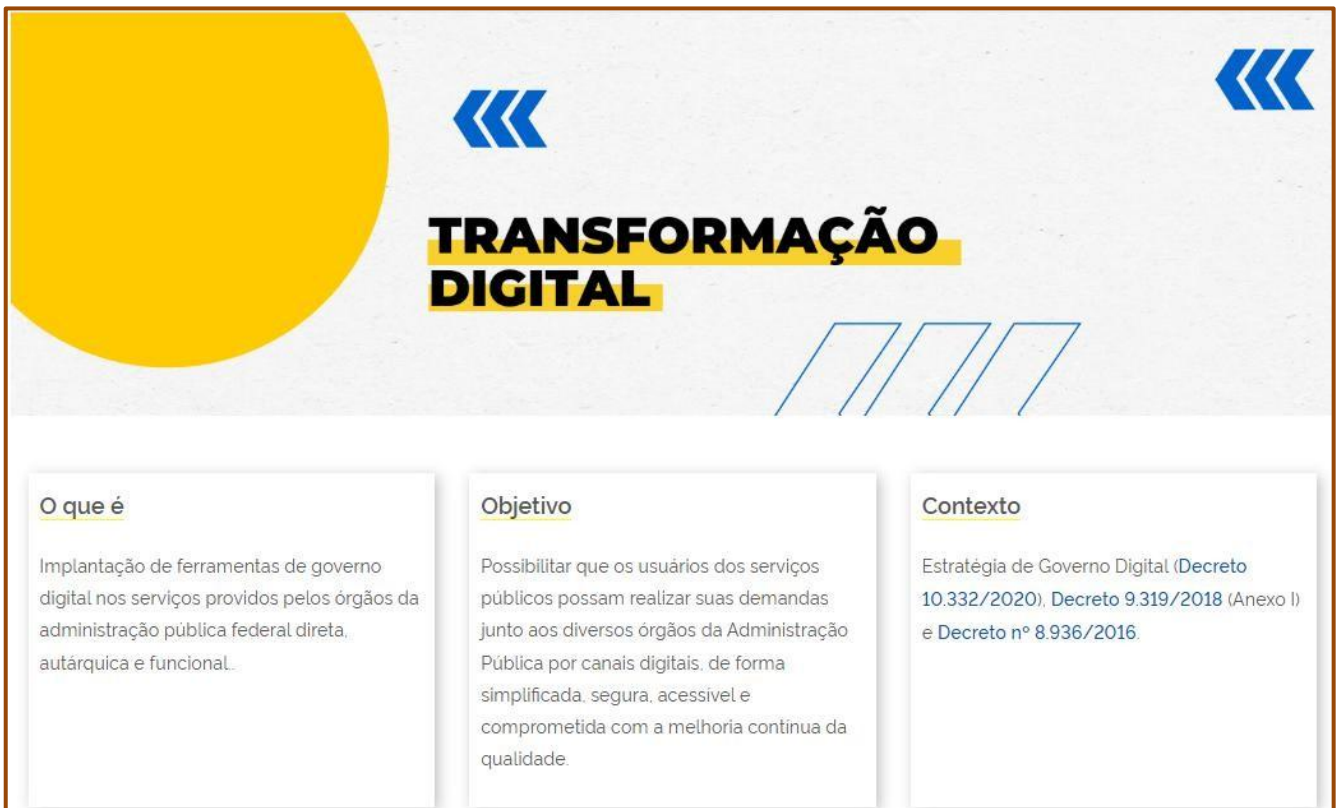 TRANSFORMAÇÃO
DIGITAL
O que é
Implantação de ferramentas de governo
digital nos serviços providos pelos órgãos da
administração pública federal direta,
autárquica e funcional..
Objetivo
Possibilitar que os usuários dos serviços
públicos possam realizar suas demandas
junto aos diversos órgãos da Administração
Pública por canais digitais, de forma
simplificada, segura, acessível e
comprometida com a melhoria contínua da
qualidade.
Contexto
Estratégia de Governo Digital (Decreto
10.332/2020), Decreto 9.319/2018 (Anexo I)
e Decreto nº 8.936/2016.